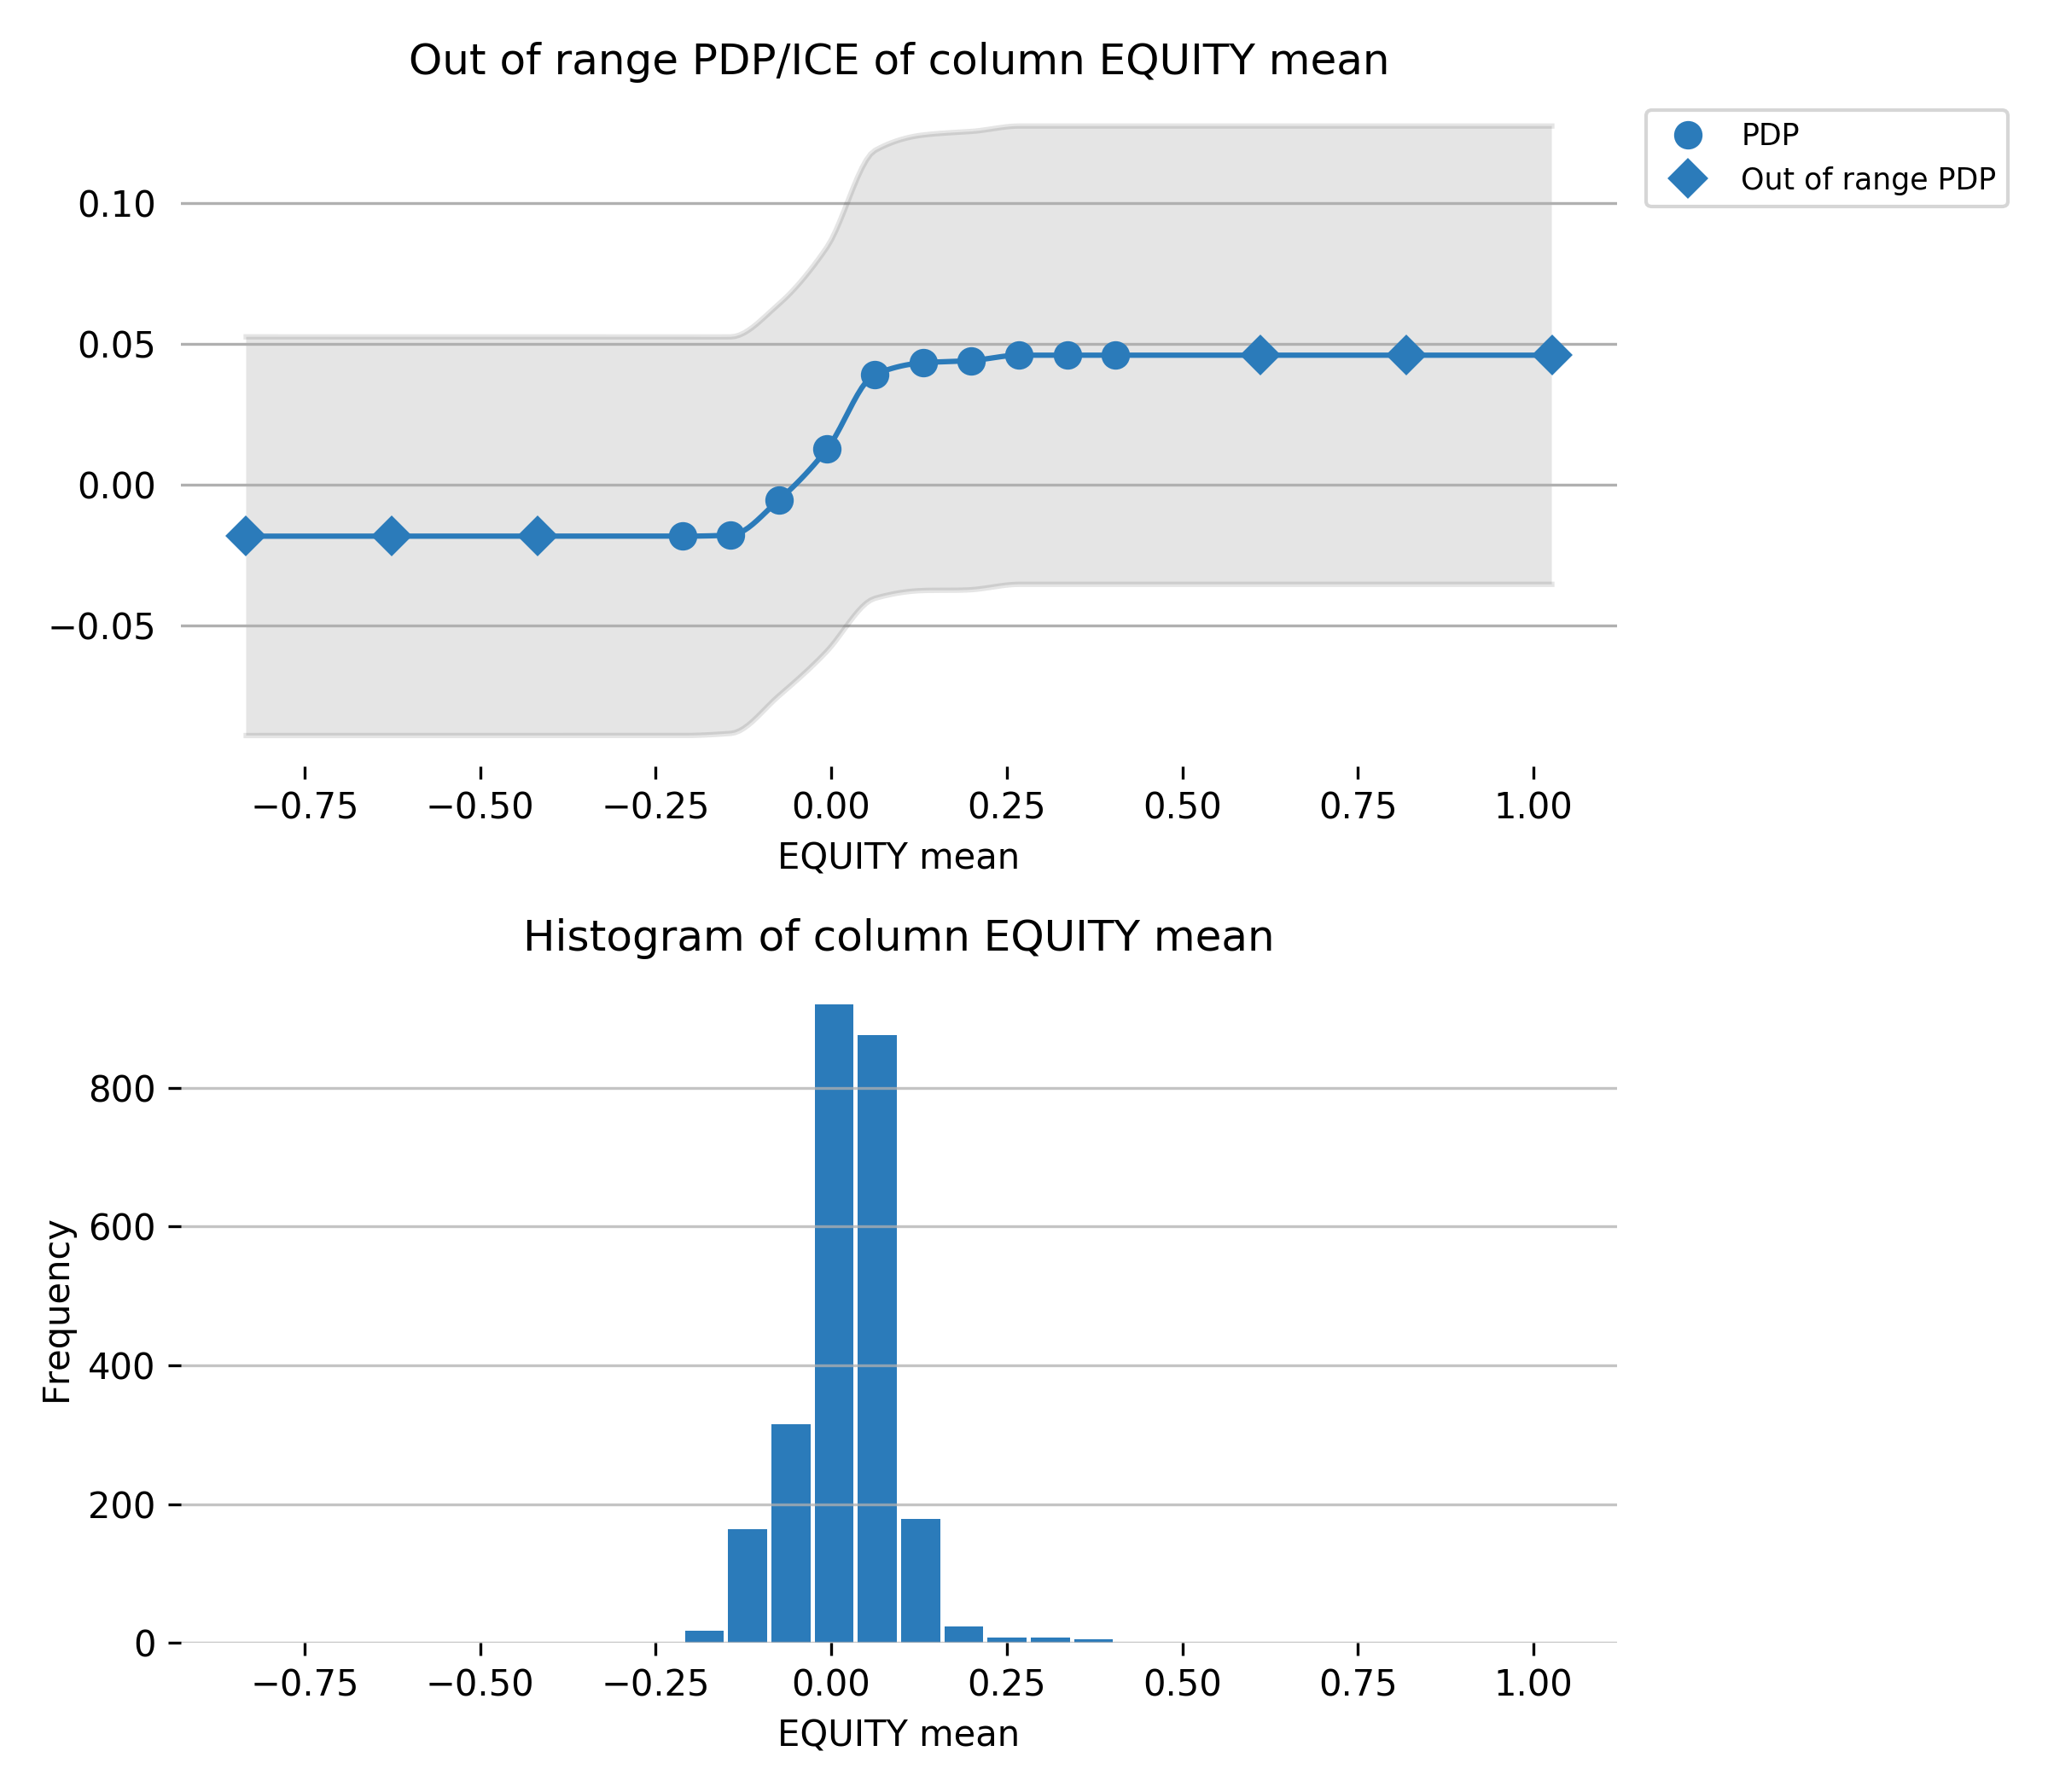 Out of range PDP/ICE of column EQUITY mean
PDP
Out of range PDP
0.10
0.05
0.00
−0.05
−0.75 −0.50 −0.25 0.00 0.25 0.50 0.75 1.00
EQUITY mean
Histogram of column EQUITY mean
Frequency
800
600
400
200
0
−0.75 −0.50 −0.25 0.00 0.25 0.50 0.75 1.00
EQUITY mean